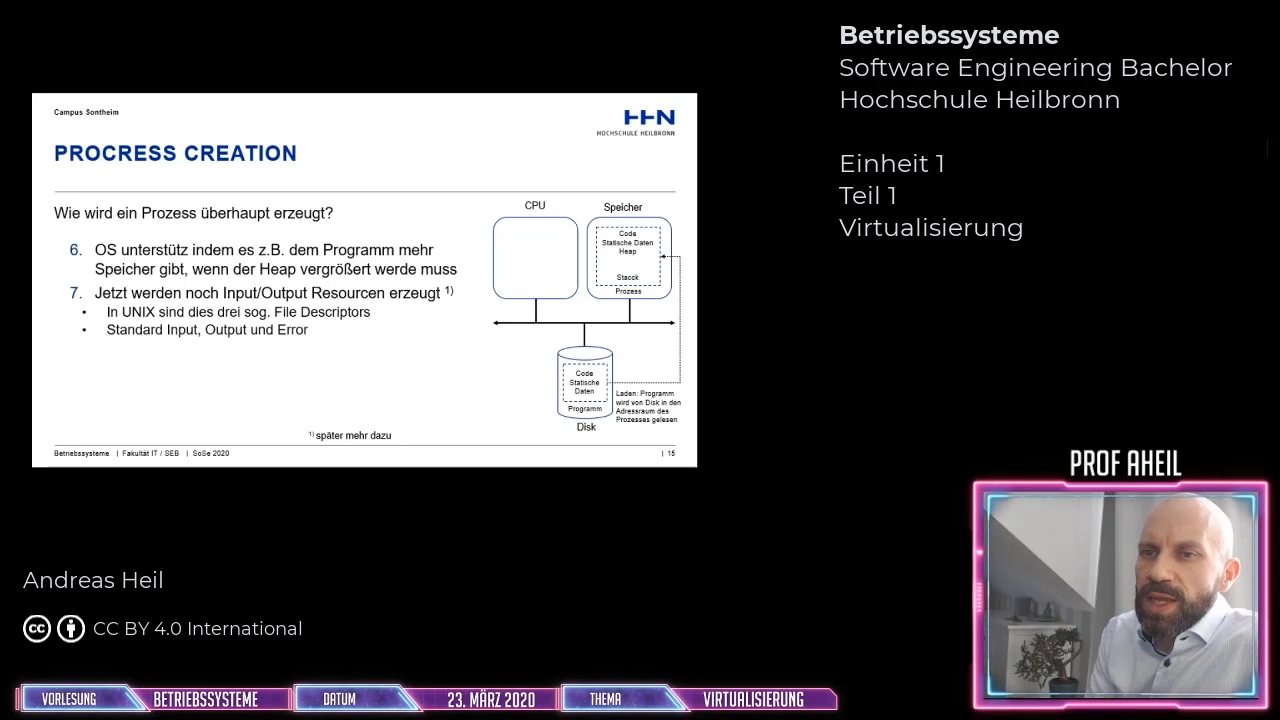 Betriebssysteme
Software Engineering Bachelor
Hochschule Heilbronn
Einheit 1
Teil 1
Virtualisierung
Campus Sontheim
HHN
HOCHSCHULE HEILBRONN
PROCRESS CREATION
Wie wird ein Prozess überhaupt erzeugt?
6. OS unterstütz indem es z.B. dem Programm mehr
Speicher gibt, wenn der Heap vergrößert werde muss
7. Jetzt werden noch Input/Output Resourcen erzeugt 1)
• In UNIX sind dies drei sog. File Descriptors
• Standard Input, Output und Error
CPU
Speicher
Code
Statische Daten
Heap
Stacck
Prozess
Code
Statische
Daten
Programm
Disk
Laden: Programm
wird von Disk in den
Adressraum des
Prozesses gelesen
1) später mehr dazu
Betriebssysteme | Fakultät IT / SEB | SoSe 2020
| 15
PROF AHEIL
Andreas Heil
cc CC BY 4.0 International
VORLESUNG BETRIEBSSYSTEME DATUM 23. MÄRZ 2020 THEMA VIRTUALISIERUNG